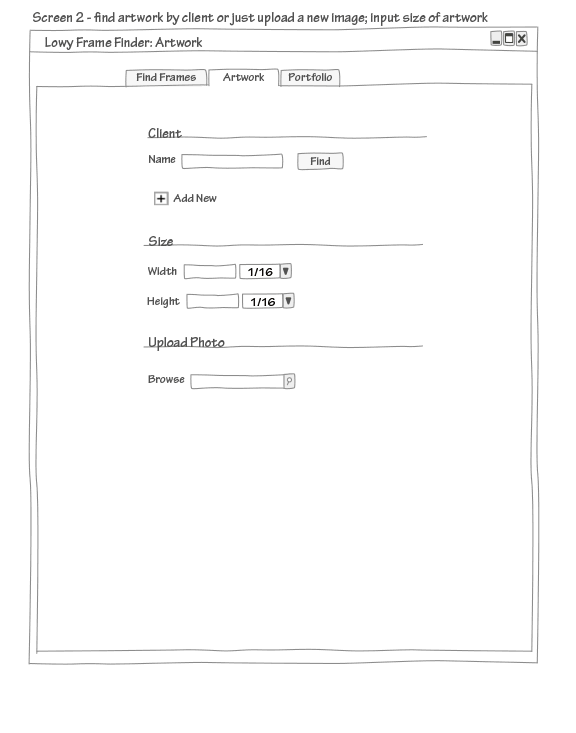 Screen 2 - find artwork by client or just upload a new image; input size of artwork
Lowy Frame Finder: Artwork
Find Frames Artwork Portfolio
Client
Name Find
+ Add New
Size
Width 1/16
Height 1/16
Upload Photo
Browse